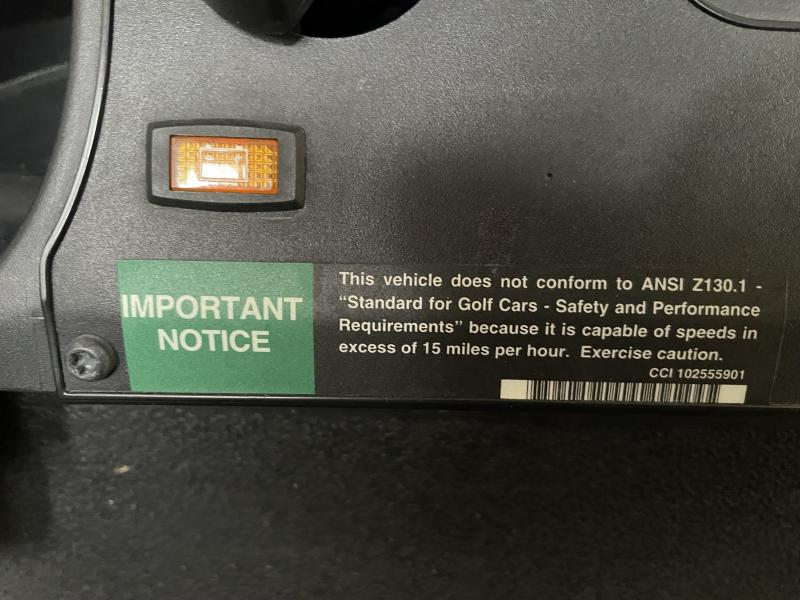 IMPORTANT
NOTICE
This vehicle does not conform to ANSI Z130.1 -
“Standard for Golf Cars - Safety and Performance
Requirements” because it is capable of speeds in
excess of 15 miles per hour. Exercise caution.
CCI 102555901